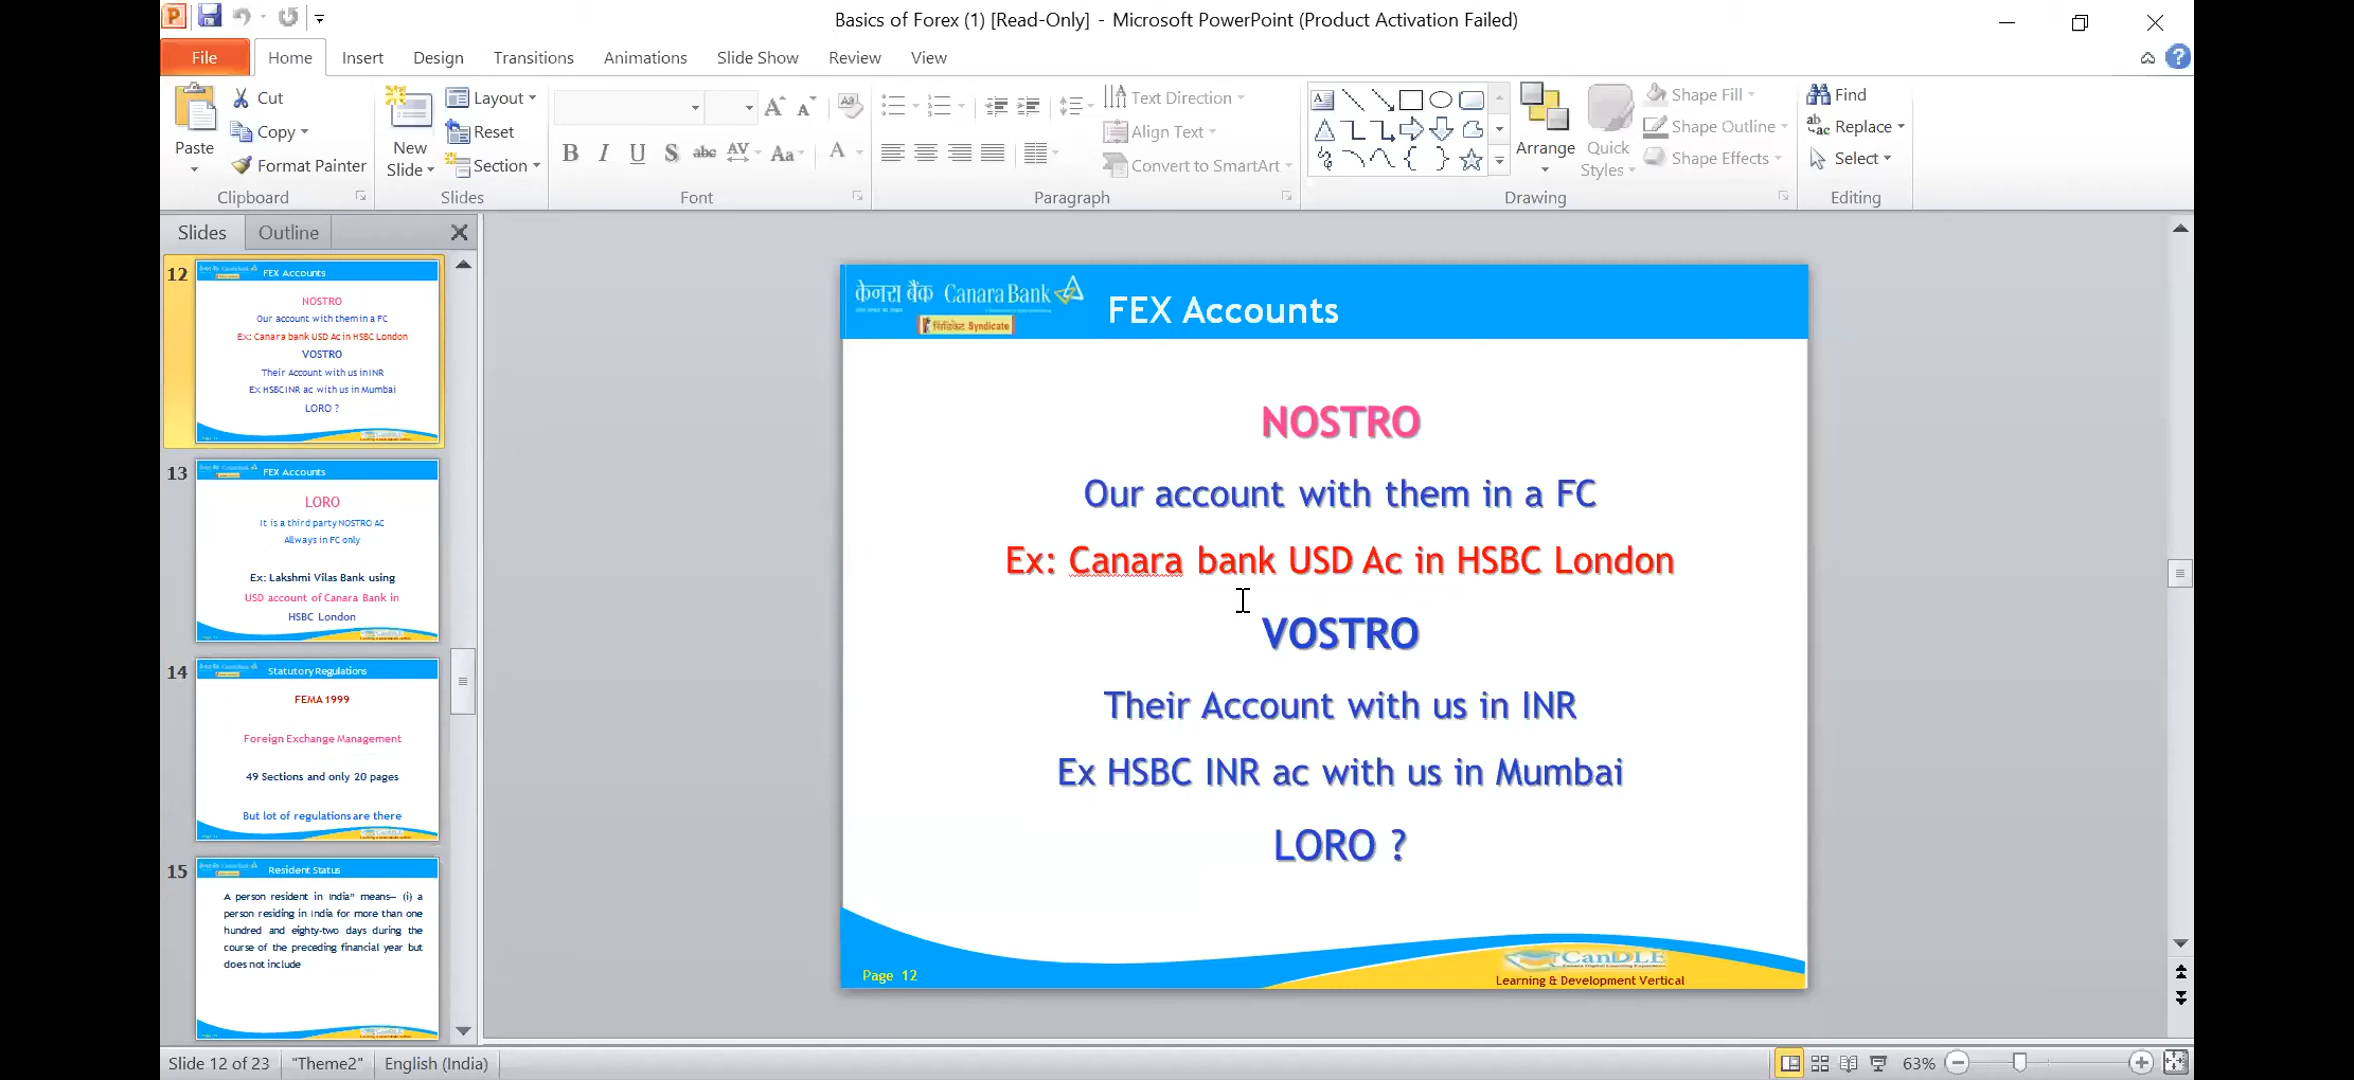 Basics of Forex (1) [Read-Only] - Microsoft PowerPoint (Product Activation Failed)
File Home Insert Design Transitions Animations Slide Show Review View
Paste
Cut
Copy
Format Painter
Clipboard
New Slide
Layout
Reset
Section
Slides
Font
Text Direction
Align Text
Convert to SmartArt
Paragraph
Arrange
Quick Styles
Shape Fill
Shape Outline
Shape Effects
Drawing
Find
Replace
Select
Editing
Slides Outline
12
FEX Accounts
NOSTRO
Our account with them in a FC
Ex: Canara bank USD Ac in HSBC London
VOSTRO
Their Account with us in INR
Ex HSBC INR ac with us in Mumbai
LORO ?
13
FEX Accounts
LORO
It is a third party NOSTRO AC
Allways in FC only
Ex: Lakshmi Vilas Bank using
USD account of Canara Bank in
HSBC London
14
Statutory Regulations
FEMA 1999
Foreign Exchange Management
49 Sections and only 20 pages
But lot of regulations are there
15
Resident Status
A person resident in India" means— (i) a
person residing in India for more than one
hundred and eighty-two days during the
course of the preceding financial year but
does not include
केनरा बैंक Canara Bank
सिंडिकेट Syndicate
FEX Accounts
NOSTRO
Our account with them in a FC
Ex: Canara bank USD Ac in HSBC London
VOSTRO
Their Account with us in INR
Ex HSBC INR ac with us in Mumbai
LORO ?
Page 12
CanDLE
Learning & Development Vertical
Slide 12 of 23 "Theme2" English (India)
63%